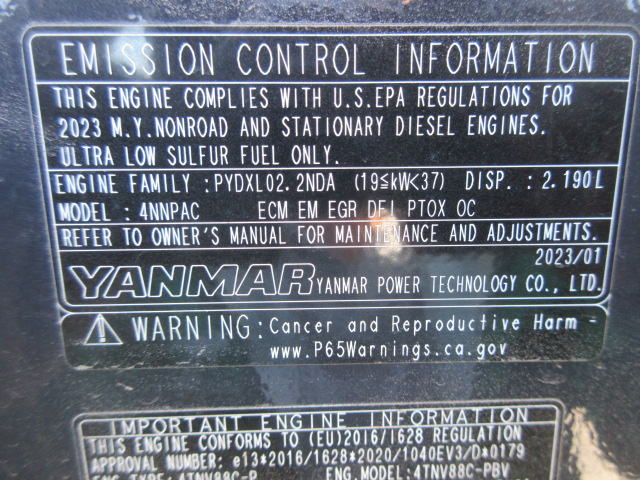 EMISSION CONTROL INFORMATION
THIS ENGINE COMPLIES WITH U.S.EPA REGULATIONS FOR
2023 M.Y.NONROAD AND STATIONARY DIESEL ENGINES.
ULTRA LOW SULFUR FUEL ONLY.
ENGINE FAMILY :PYDXL02.2NDA (19≦kW<37) DISP. : 2.190L
MODEL : 4NNPAC ECM EM EGR DFI PTOX OC
REFER TO OWNER'S MANUAL FOR MAINTENANCE AND ADJUSTMENTS.
2023/01
YANMAR YANMAR POWER TECHNOLOGY CO., LTD.
WARNING: Cancer and Reproductive Harm -
www.P65Warnings.ca.gov
IMPORTANT ENGINE INFORMATION
THIS ENGINE CONFORMS TO (EU)2016/1628 REGULATION
APPROVAL NUMBER: e13*2016/1628*2020/1040EV3/D*0179
ENGINE TYPE:4TNV88C-P ENG.MODEL:4TNV88C-PBV